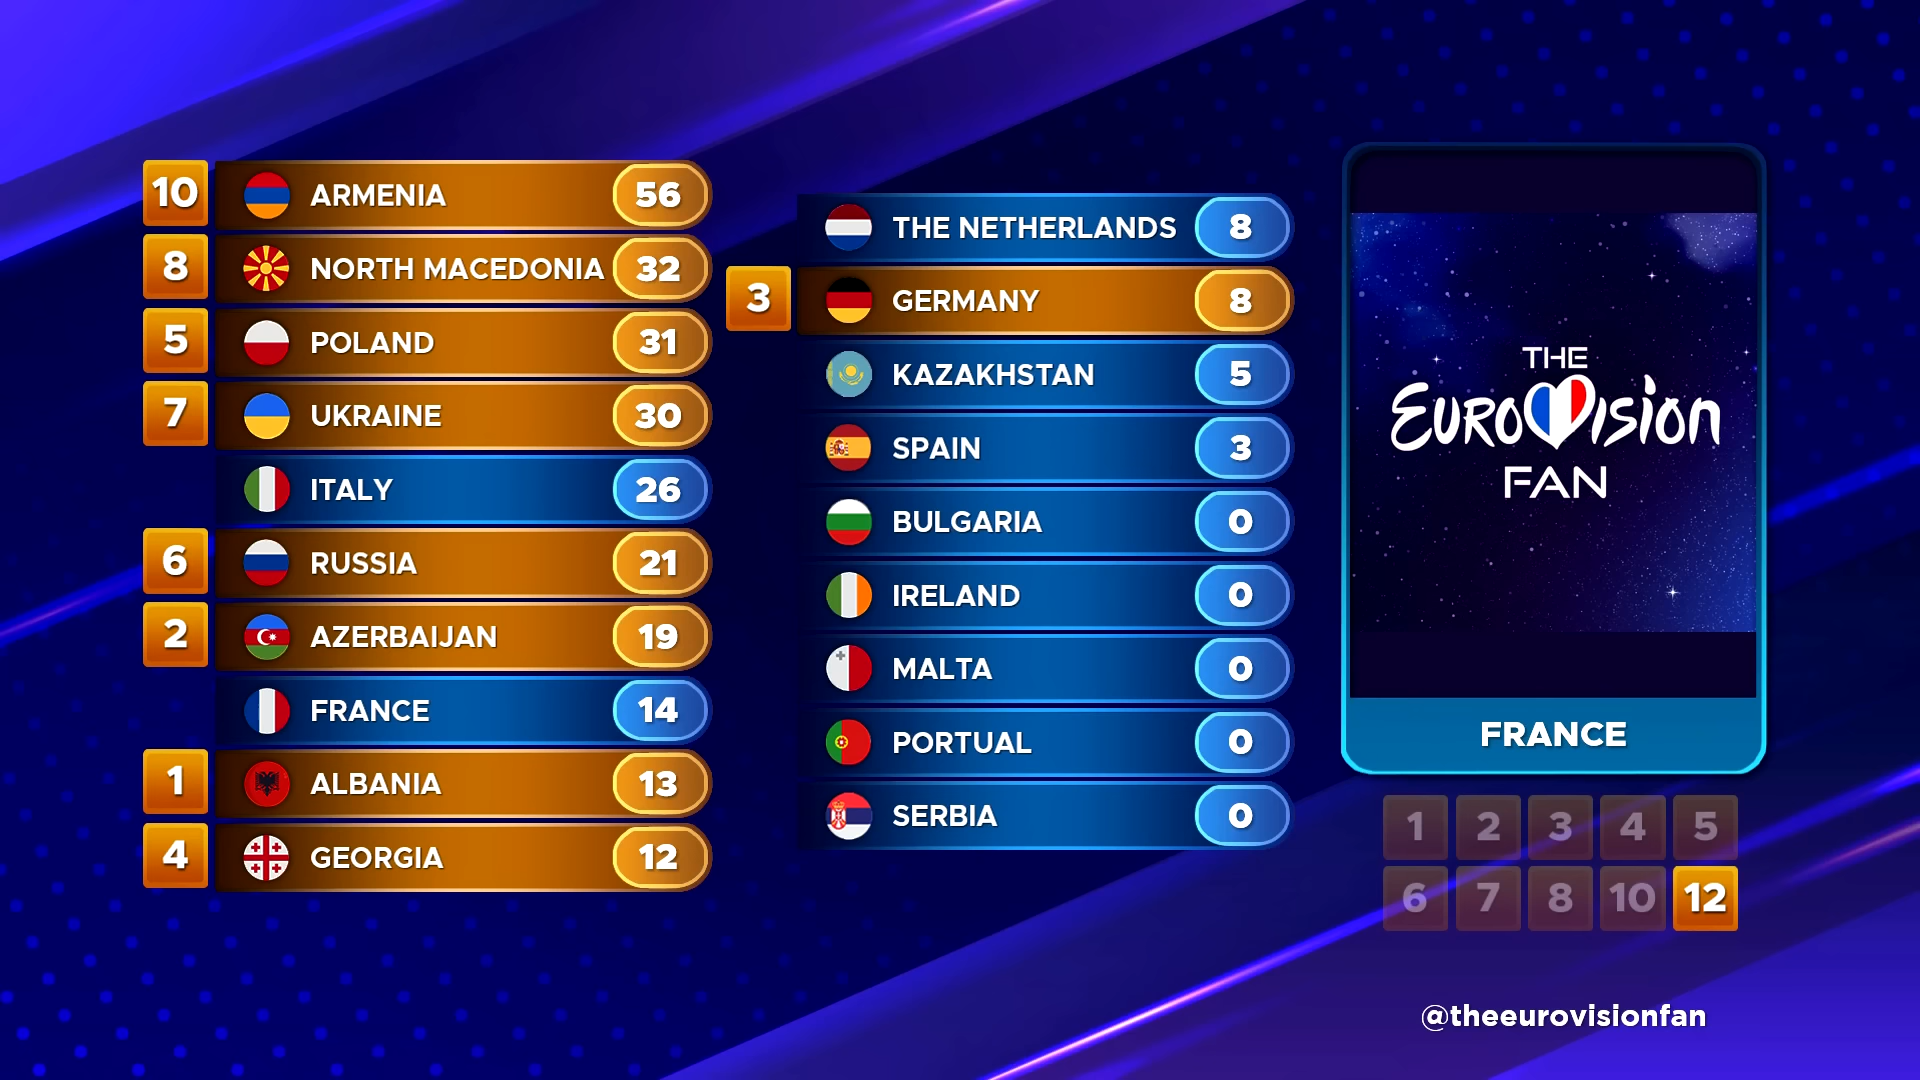 10 ARMENIA 56
8 NORTH MACEDONIA 32
5 POLAND 31
7 UKRAINE 30
ITALY 26
6 RUSSIA 21
2 AZERBAIJAN 19
FRANCE 14
1 ALBANIA 13
4 GEORGIA 12
THE NETHERLANDS 8
3 GERMANY 8
KAZAKHSTAN 5
SPAIN 3
BULGARIA 0
IRELAND 0
MALTA 0
PORTUAL 0
SERBIA 0
THE
EUROVISION
FAN
FRANCE
1 2 3 4 5
6 7 8 10 12
@theeurovisionfan